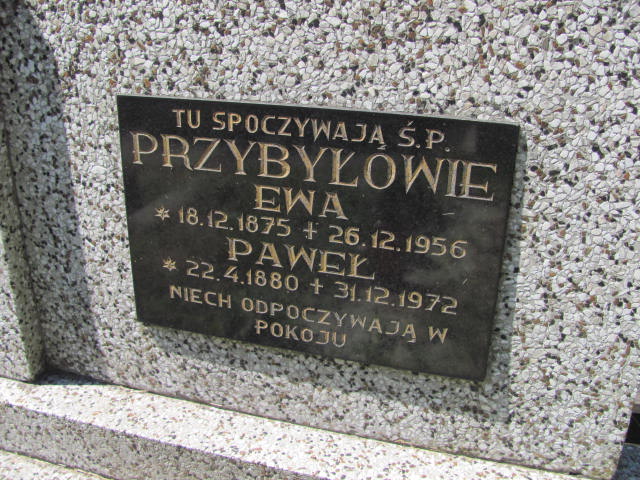 TU SPOCZYWAJĄ Ś.P.
PRZYBYŁOWIE
EWA
* 18.12.1875 + 26.12.1956
PAWEŁ
* 22.4.1880 + 31.12.1972
NIECH ODPOCZYWAJĄ W
POKOJU